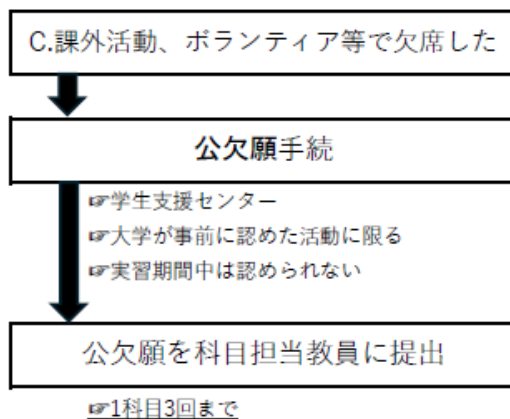 C.課外活動、ボランティア等で欠席した
公欠願手続
☞学生支援センター
☞大学が事前に認めた活動に限る
☞実習期間中は認められない
公欠願を科目担当教員に提出
☞1科目3回まで